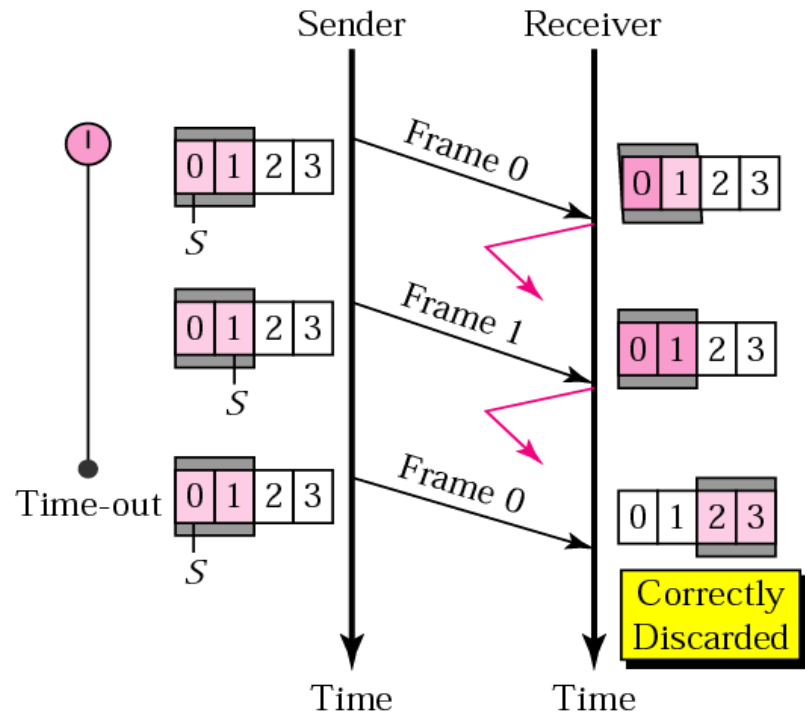 Sender Receiver
0 1 2 3
S
Frame 0
0 1 2 3
0 1 2 3
S
Frame 1
0 1 2 3
Time-out
0 1 2 3
S
Frame 0
0 1 2 3
Correctly
Discarded
Time Time